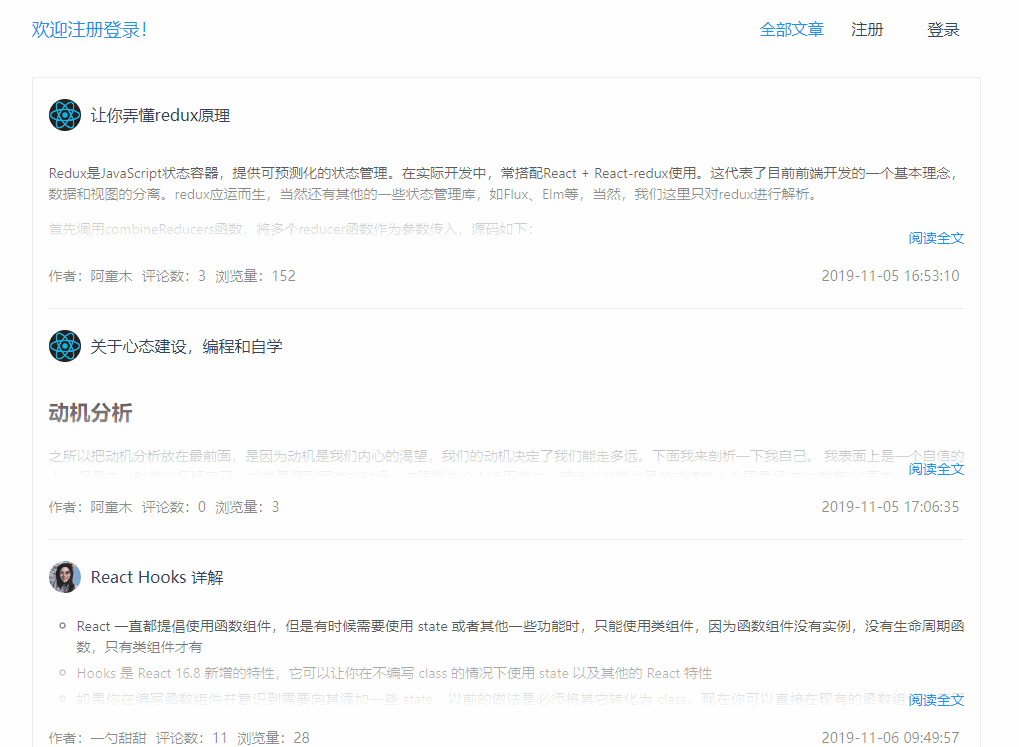 欢迎注册登录！
全部文章 注册 登录
让你弄懂redux原理
Redux是JavaScript状态容器，提供可预测化的状态管理。在实际开发中，常搭配React + React-redux使用。这代表了目前前端开发的一个基本理念，
数据和视图的分离。redux应运而生，当然还有其他的一些状态管理库，如Flux、Elm等，当然，我们这里只对redux进行解析。
首先调用combineReducers函数，将多个reducer函数作为参数传入，源码如下：
阅读全文
作者：阿童木 评论数：3 浏览量：152 2019-11-05 16:53:10
关于心态建设，编程和自学
动机分析
之所以把动机分析放在最前面，是因为动机是我们内心的渴望，我们的动机决定了我们能走多远。下面我来剖析一下我自己。 我表面上是一个自信的
阅读全文
作者：阿童木 评论数：0 浏览量：3 2019-11-05 17:06:35
React Hooks 详解
React 一直都提倡使用函数组件，但是有时候需要使用 state 或者其他一些功能时，只能使用类组件，因为函数组件没有实例，没有生命周期函
数，只有类组件才有
Hooks 是 React 16.8 新增的特性，它可以让你在不编写 class 的情况下使用 state 以及其他的 React 特性
如果你在编写函数组件并意识到需要向其添加一些 state，以前的做法是必须将其它转化为 class。现在你可以直接在现有的函数组
阅读全文
作者：一勺甜甜 评论数：11 浏览量：28 2019-11-06 09:49:57